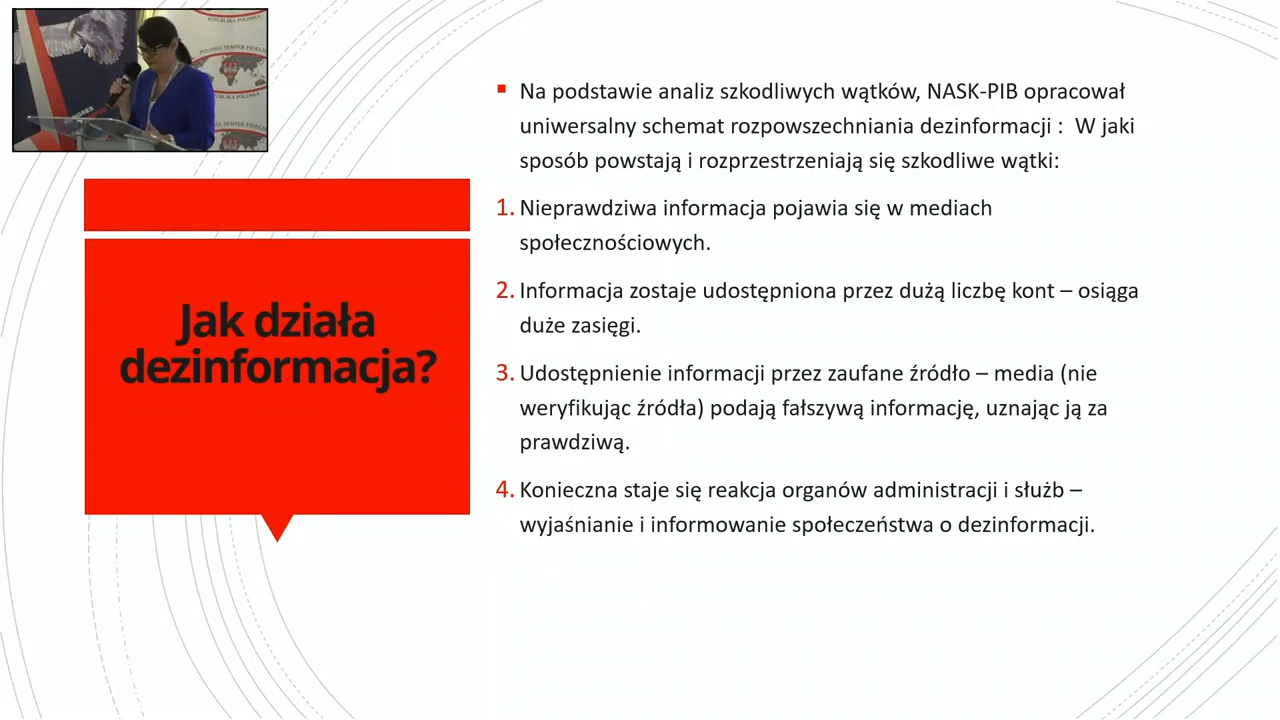 POLONIA SEMPER FIDELIS
Jak działa
dezinformacja?
Na podstawie analiz szkodliwych wątków, NASK-PIB opracował
uniwersalny schemat rozpowszechniania dezinformacji :  W jaki
sposób powstają i rozprzestrzeniają się szkodliwe wątki:
1. Nieprawdziwa informacja pojawia się w mediach
społecznościowych.
2. Informacja zostaje udostępniona przez dużą liczbę kont – osiąga
duże zasięgi.
3. Udostępnienie informacji przez zaufane źródło – media (nie
weryfikując źródła) podają fałszywą informację, uznając ją za
prawdziwą.
4. Konieczna staje się reakcja organów administracji i służb –
wyjaśnianie i informowanie społeczeństwa o dezinformacji.